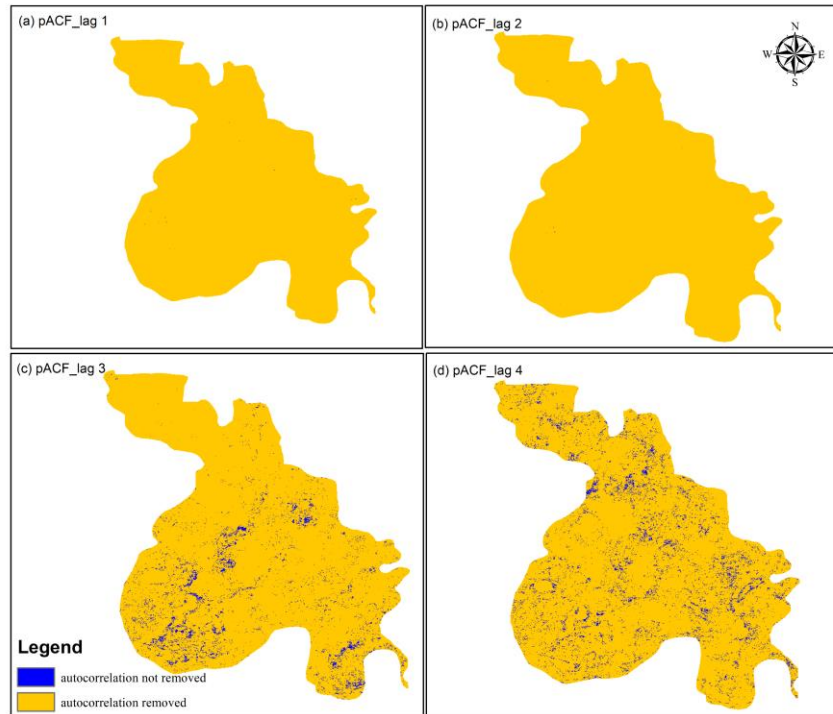 (a) pACF_lag 1
(b) pACF_lag 2
N
W E
S
(c) pACF_lag 3
(d) pACF_lag 4
Legend
autocorrelation not removed
autocorrelation removed